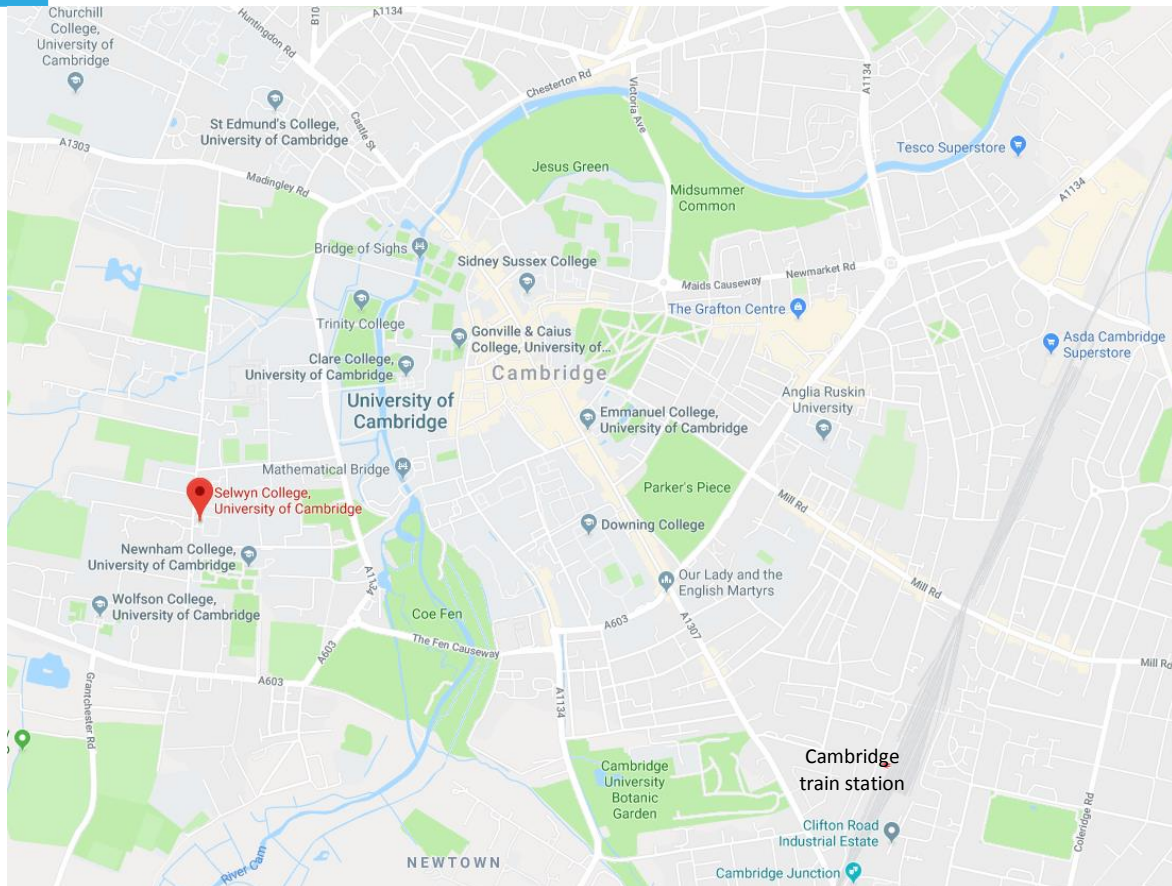 Churchill
College,
University of
Cambridge
Huntingdon Rd
B10
A1134
A1134
Chesterton Rd
Victoria Ave
St Edmund's College,
University of Cambridge
Castle St
A1303
Madingley Rd
Jesus Green
Tesco Superstore
Midsummer
Common
A1134
Bridge of Sighs
Sidney Sussex College
Maids Causeway
Newmarket Rd
Trinity College
The Grafton Centre
Gonville & Caius
College, University of...
Clare College,
University of Cambridge
Cambridge
Asda Cambridge
Superstore
University of
Cambridge
Anglia Ruskin
University
Emmanuel College,
University of Cambridge
Mathematical Bridge
Parker's Piece
Selwyn College,
University of Cambridge
Mill Rd
Downing College
Newnham College,
University of Cambridge
Our Lady and the
English Martyrs
A1134
Mill Rd
Wolfson College,
University of Cambridge
Coe Fen
A603
A1307
The Fen Causeway
A603
Mill Rd
A603
Grantchester Rd
A1134
Cambridge
train station
Cambridge
University
Botanic
Garden
Coleridge Rd
Clifton Road
Industrial Estate
River Cam
NEWTOWN
Cambridge Junction